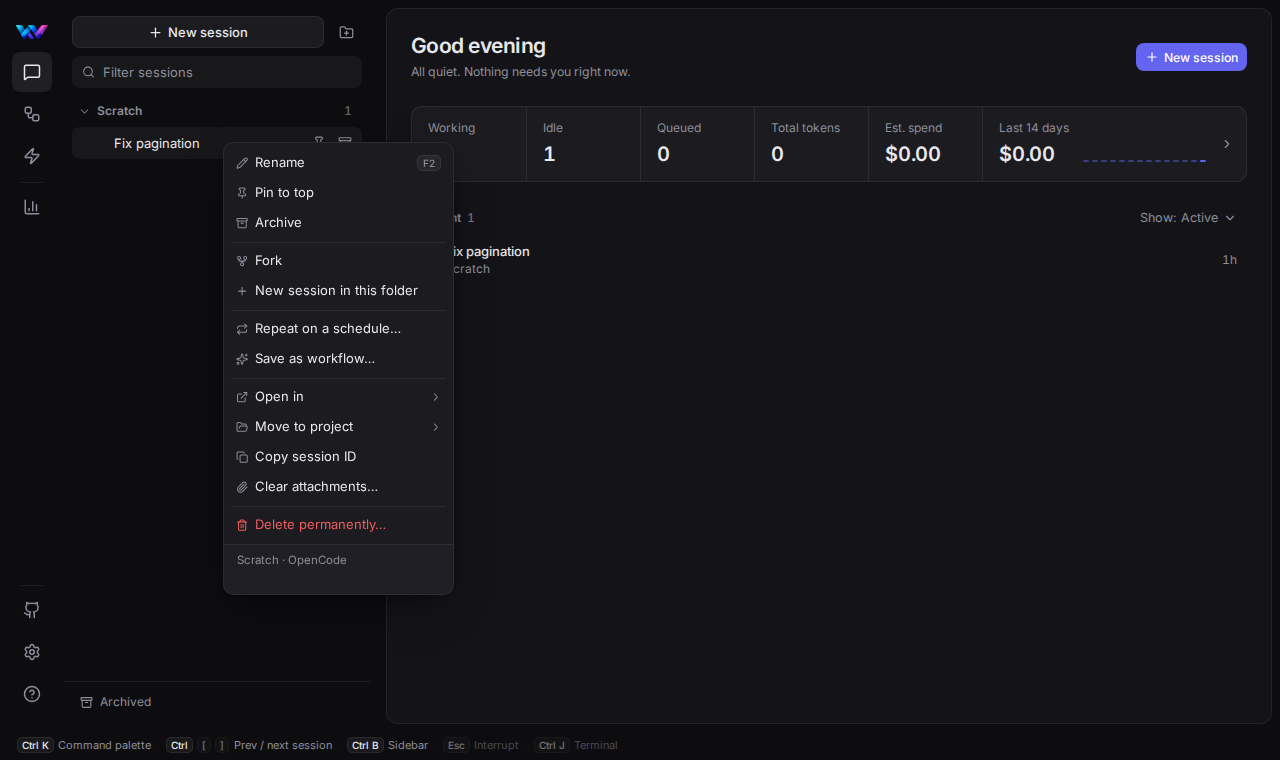 New session
Filter sessions
Scratch 1
Fix pagination
Rename F2
Pin to top
Archive
Fork
New session in this folder
Repeat on a schedule...
Save as workflow...
Open in
Move to project
Copy session ID
Clear attachments...
Delete permanently...
Scratch · OpenCode
Archived
Good evening
All quiet. Nothing needs you right now.
New session
Working
Idle
1
Queued
0
Total tokens
0
Est. spend
$0.00
Last 14 days
$0.00
1
Show: Active
ix pagination
cratch
1h
Ctrl K Command palette
Ctrl [ ] Prev / next session
Ctrl B Sidebar
Esc Interrupt
Ctrl J Terminal